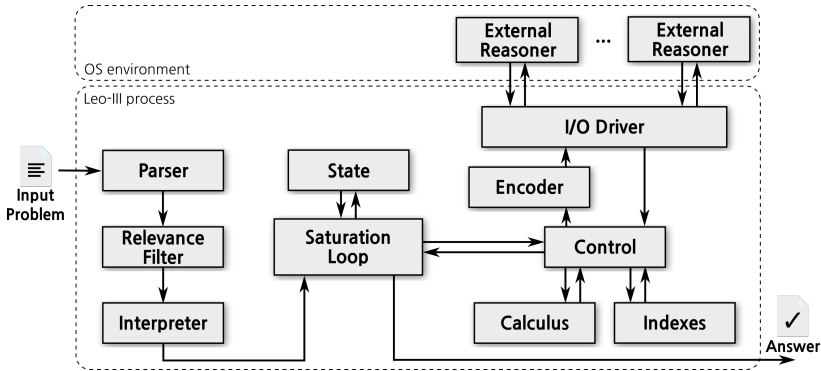 External
Reasoner
...
External
Reasoner
OS environment
Leo-III process
I/O Driver
Input
Problem
Parser
State
Encoder
Relevance
Filter
Saturation
Loop
Control
Interpreter
Calculus
Indexes
Answer